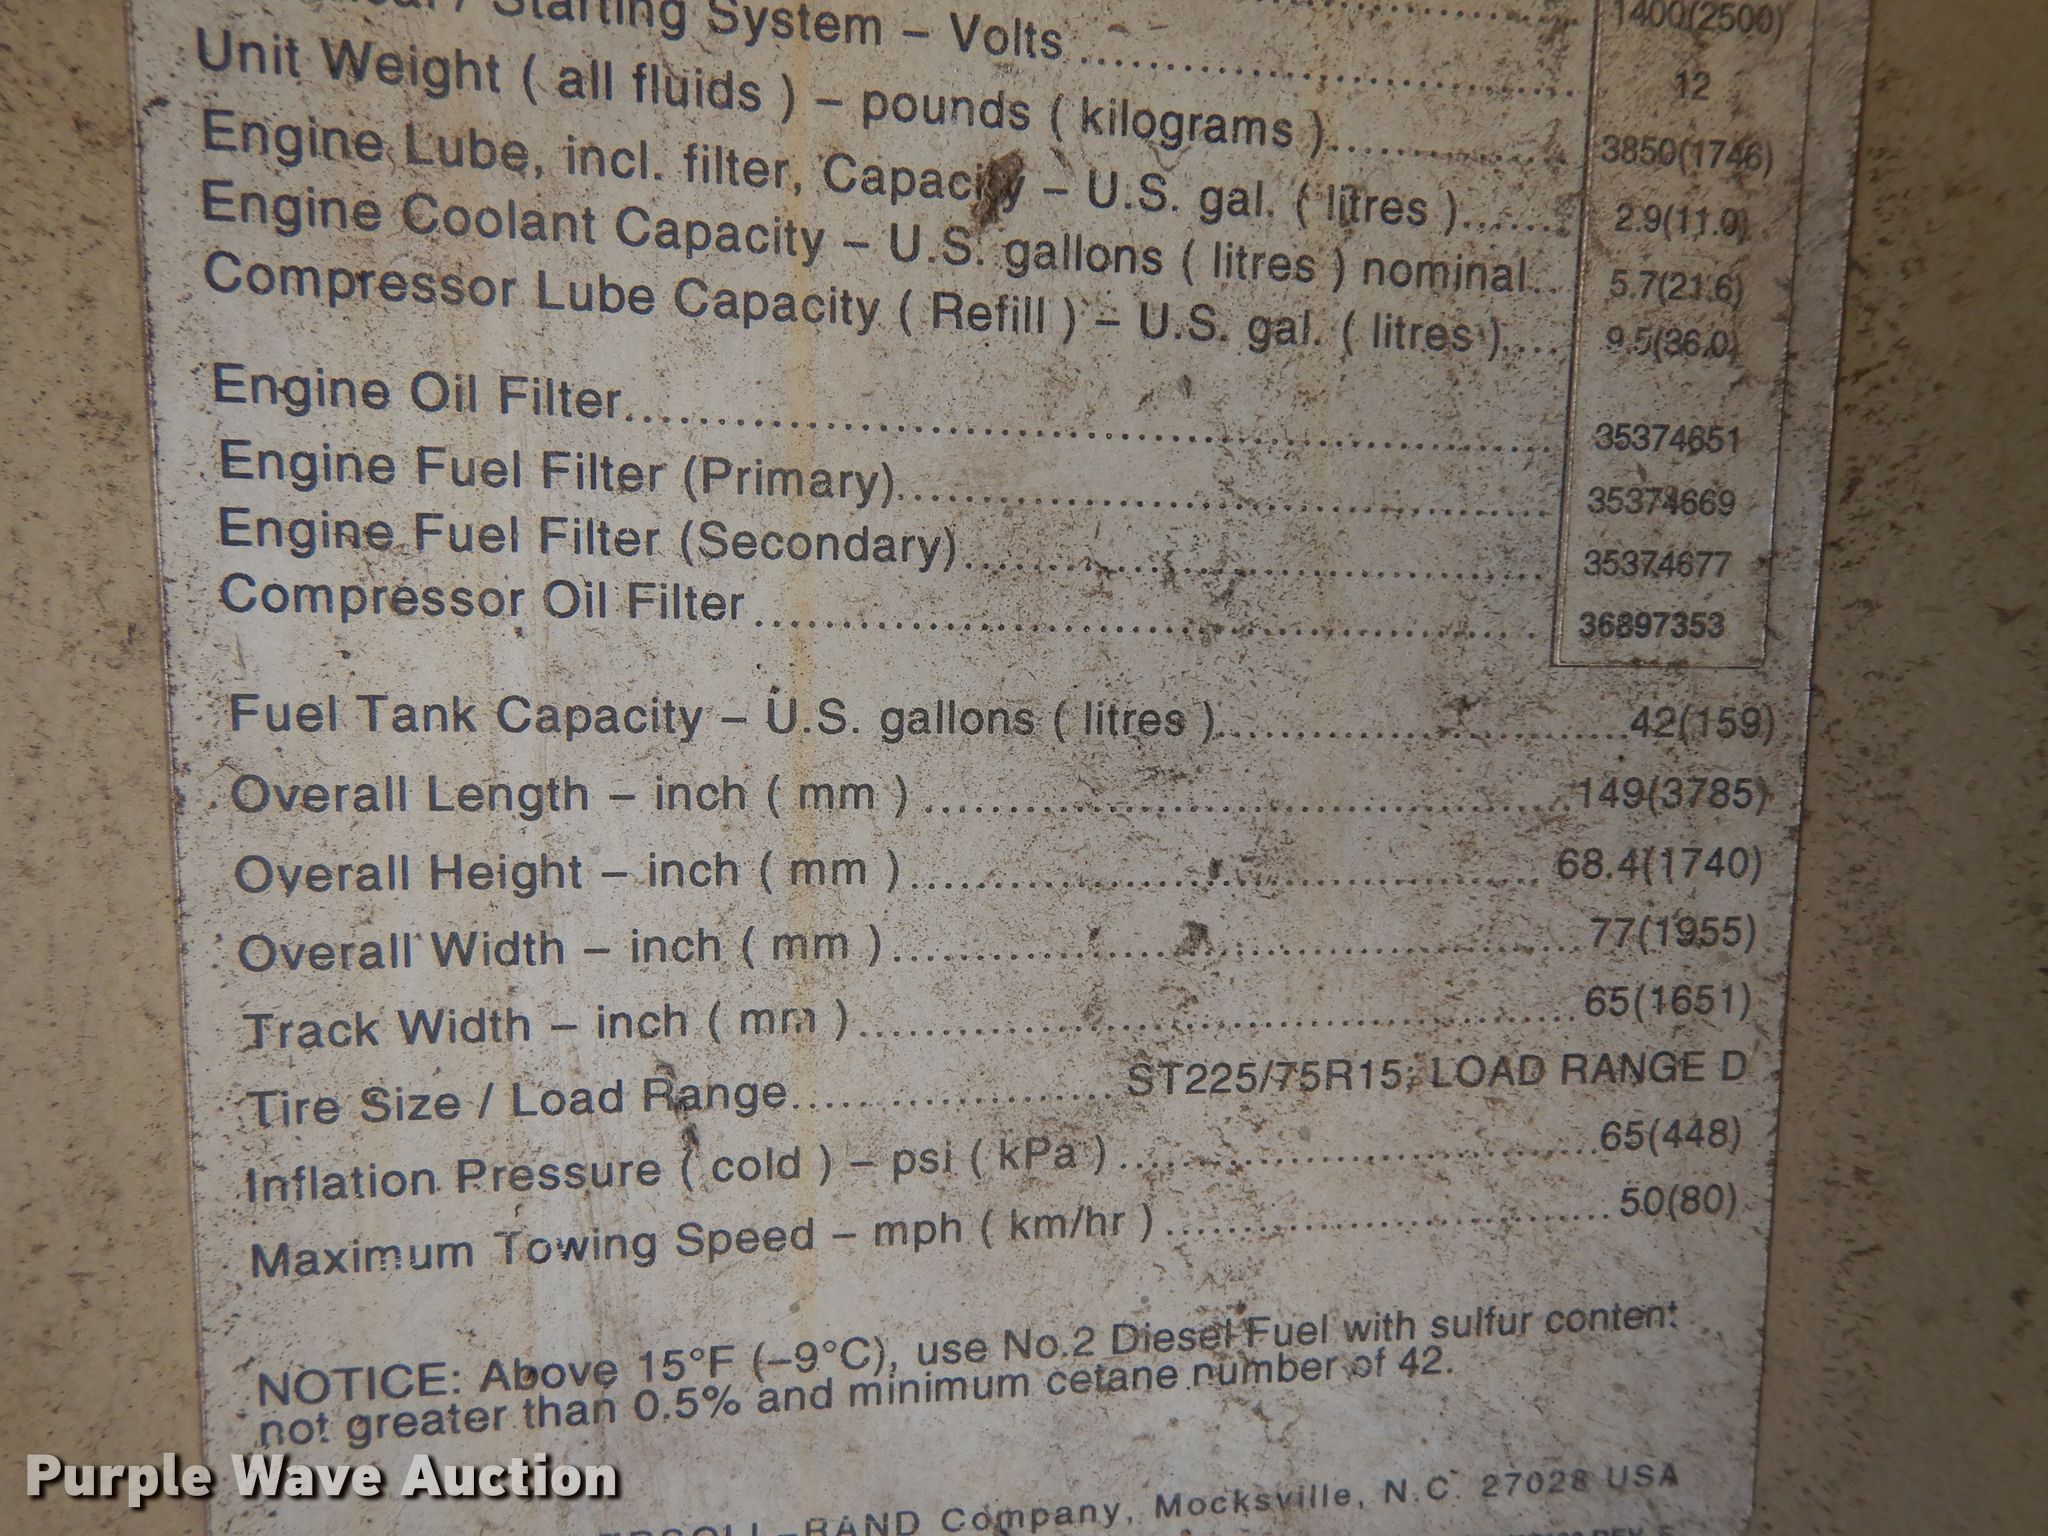 / Starting System – Volts ........ 1400(2500)
Unit Weight ( all fluids ) – pounds ( kilograms ) ........ 12
Engine Lube, incl. filter, Capacity – U.S. gal. ( litres ) ........ 3850(1746)
Engine Coolant Capacity – U.S. gallons ( litres ) nominal.. 2.9(11.0)
Compressor Lube Capacity ( Refill ) – U.S. gal. ( litres ).... 5.7(21.6)
9.5(36.0)
Engine Oil Filter........ 35374651
Engine Fuel Filter (Primary)........ 35374669
Engine Fuel Filter (Secondary)........ 35374677
Compressor Oil Filter ........ 36897353
Fuel Tank Capacity – U.S. gallons ( litres )........ 42(159)
Overall Length – inch ( mm ) ........ 149(3785)
Overall Height – inch ( mm )........ 68.4(1740)
Overall Width – inch ( mm )........ 77(1955)
Track Width – inch ( mm )........ 65(1651)
Tire Size / Load Range........ ST225/75R15; LOAD RANGE D
Inflation Pressure ( cold ) – psi ( kPa ) ........ 65(448)
Maximum Towing Speed – mph ( km/hr )........ 50(80)
NOTICE: Above 15°F (–9°C), use No.2 Diesel Fuel with sulfur content
not greater than 0.5% and minimum cetane number of 42.
Purple Wave Auction
–RAND Company, Mocksville, N.C. 27028 USA